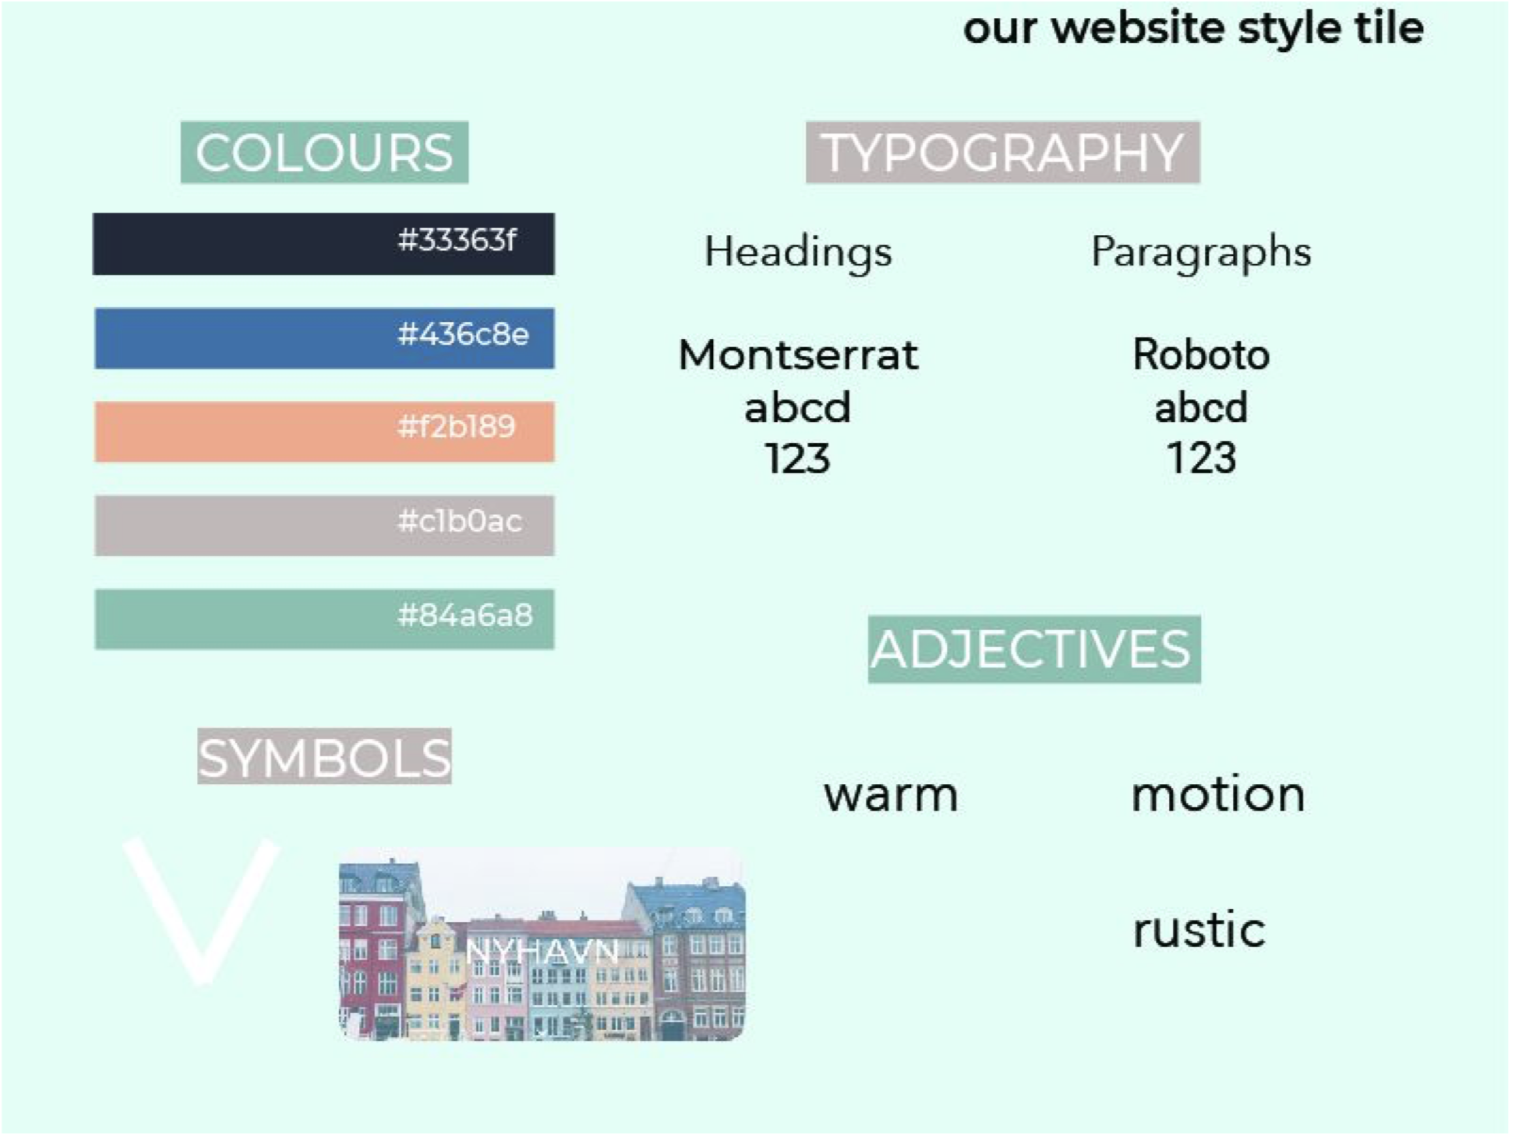 our website style tile
COLOURS
#33363f
#436c8e
#f2b189
#c1b0ac
#84a6a8
TYPOGRAPHY
Headings
Montserrat
abcd
123
Paragraphs
Roboto
abcd
123
SYMBOLS
NYHAVN
ADJECTIVES
warm
motion
rustic